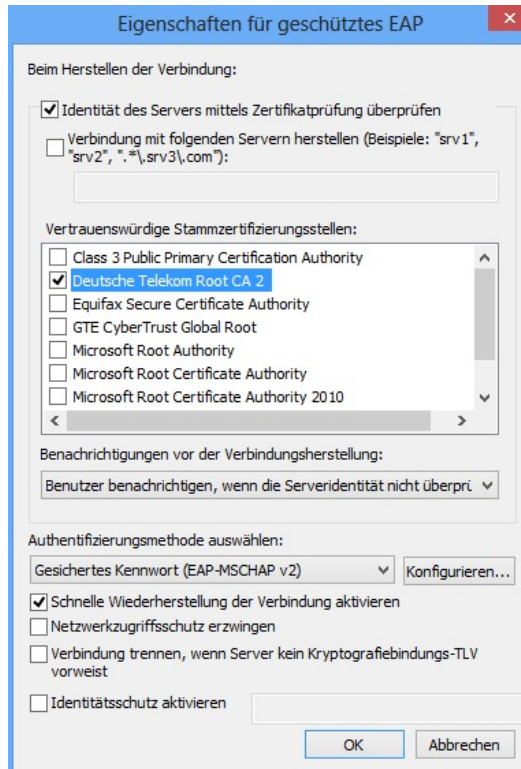 Eigenschaften für geschütztes EAP
Beim Herstellen der Verbindung:
Identität des Servers mittels Zertifikatprüfung überprüfen
Verbindung mit folgenden Servern herstellen (Beispiele: "srv1",
"srv2", ".*\.srv3\.com"):
Vertrauenswürdige Stammzertifizierungsstellen:
Class 3 Public Primary Certification Authority
Deutsche Telekom Root CA 2
Equifax Secure Certificate Authority
GTE CyberTrust Global Root
Microsoft Root Authority
Microsoft Root Certificate Authority
Microsoft Root Certificate Authority 2010
Benachrichtigungen vor der Verbindungsherstellung:
Benutzer benachrichtigen, wenn die Serveridentität nicht überprü
Authentifizierungsmethode auswählen:
Gesichertes Kennwort (EAP-MSCHAP v2)
Konfigurieren...
Schnelle Wiederherstellung der Verbindung aktivieren
Netzwerkzugriffsschutz erzwingen
Verbindung trennen, wenn Server kein Kryptografiebindungs-TLV
vorweist
Identitätsschutz aktivieren
OK
Abbrechen